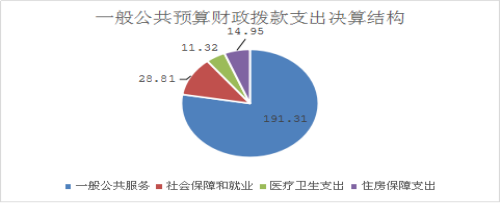 一般公共预算财政拨款支出决算结构
14.95
11.32
28.81
191.31
一般公共服务 社会保障和就业 医疗卫生支出 住房保障支出